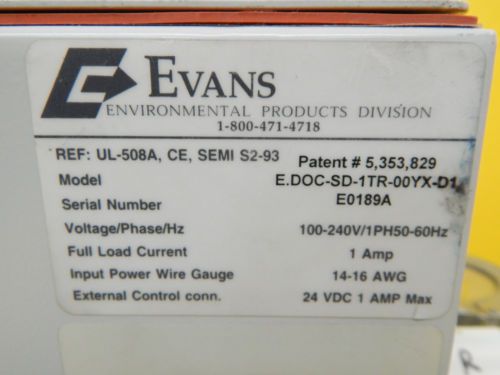 EVANS
ENVIRONMENTAL PRODUCTS DIVISION
1-800-471-4718
REF: UL-508A, CE, SEMI S2-93 Patent # 5,353,829
Model E.DOC-SD-1TR-00YX-D1
Serial Number E0189A
Voltage/Phase/Hz 100-240V/1PH50-60Hz
Full Load Current 1 Amp
Input Power Wire Gauge 14-16 AWG
External Control conn. 24 VDC 1 AMP Max
R